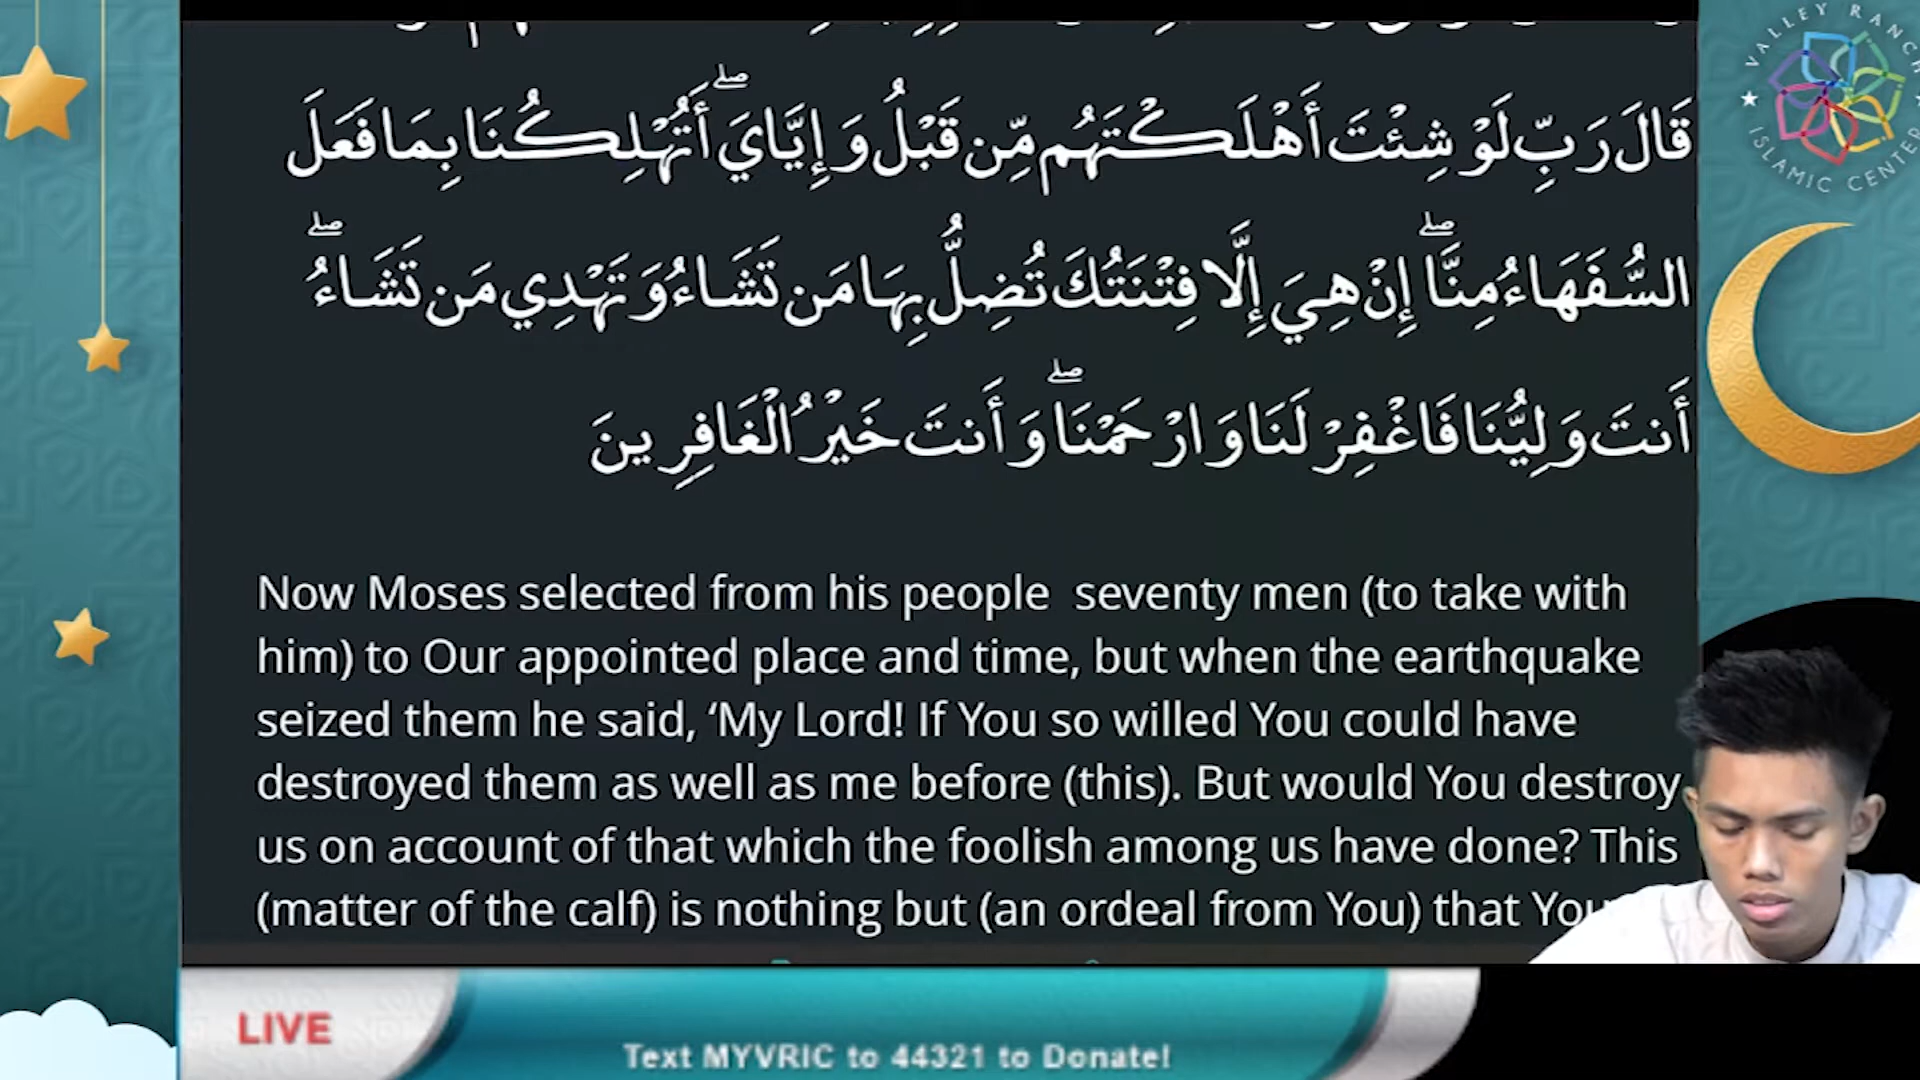 قَالَ رَبِّ لَوْ شِئْتَ أَهْلَكْتَهُم مِّن قَبْلُ وَإِيَّايَ ۖ أَتُهْلِكُنَا بِمَا فَعَلَ
السُّفَهَاءُ مِنَّا ۖ إِنْ هِيَ إِلَّا فِتْنَتُكَ تُضِلُّ بِهَا مَن تَشَاءُ وَتَهْدِي مَن تَشَاءُ ۖ
أَنتَ وَلِيُّنَا فَاغْفِرْ لَنَا وَارْحَمْنَا ۖ وَأَنتَ خَيْرُ الْغَافِرِينَ
Now Moses selected from his people seventy men (to take with
him) to Our appointed place and time, but when the earthquake
seized them he said, ‘My Lord! If You so willed You could have
destroyed them as well as me before (this). But would You destroy
us on account of that which the foolish among us have done? This
(matter of the calf) is nothing but (an ordeal from You) that You
VALLEY RANCH
ISLAMIC CENTER
LIVE
Text MYVRIC to 44321 to Donate!